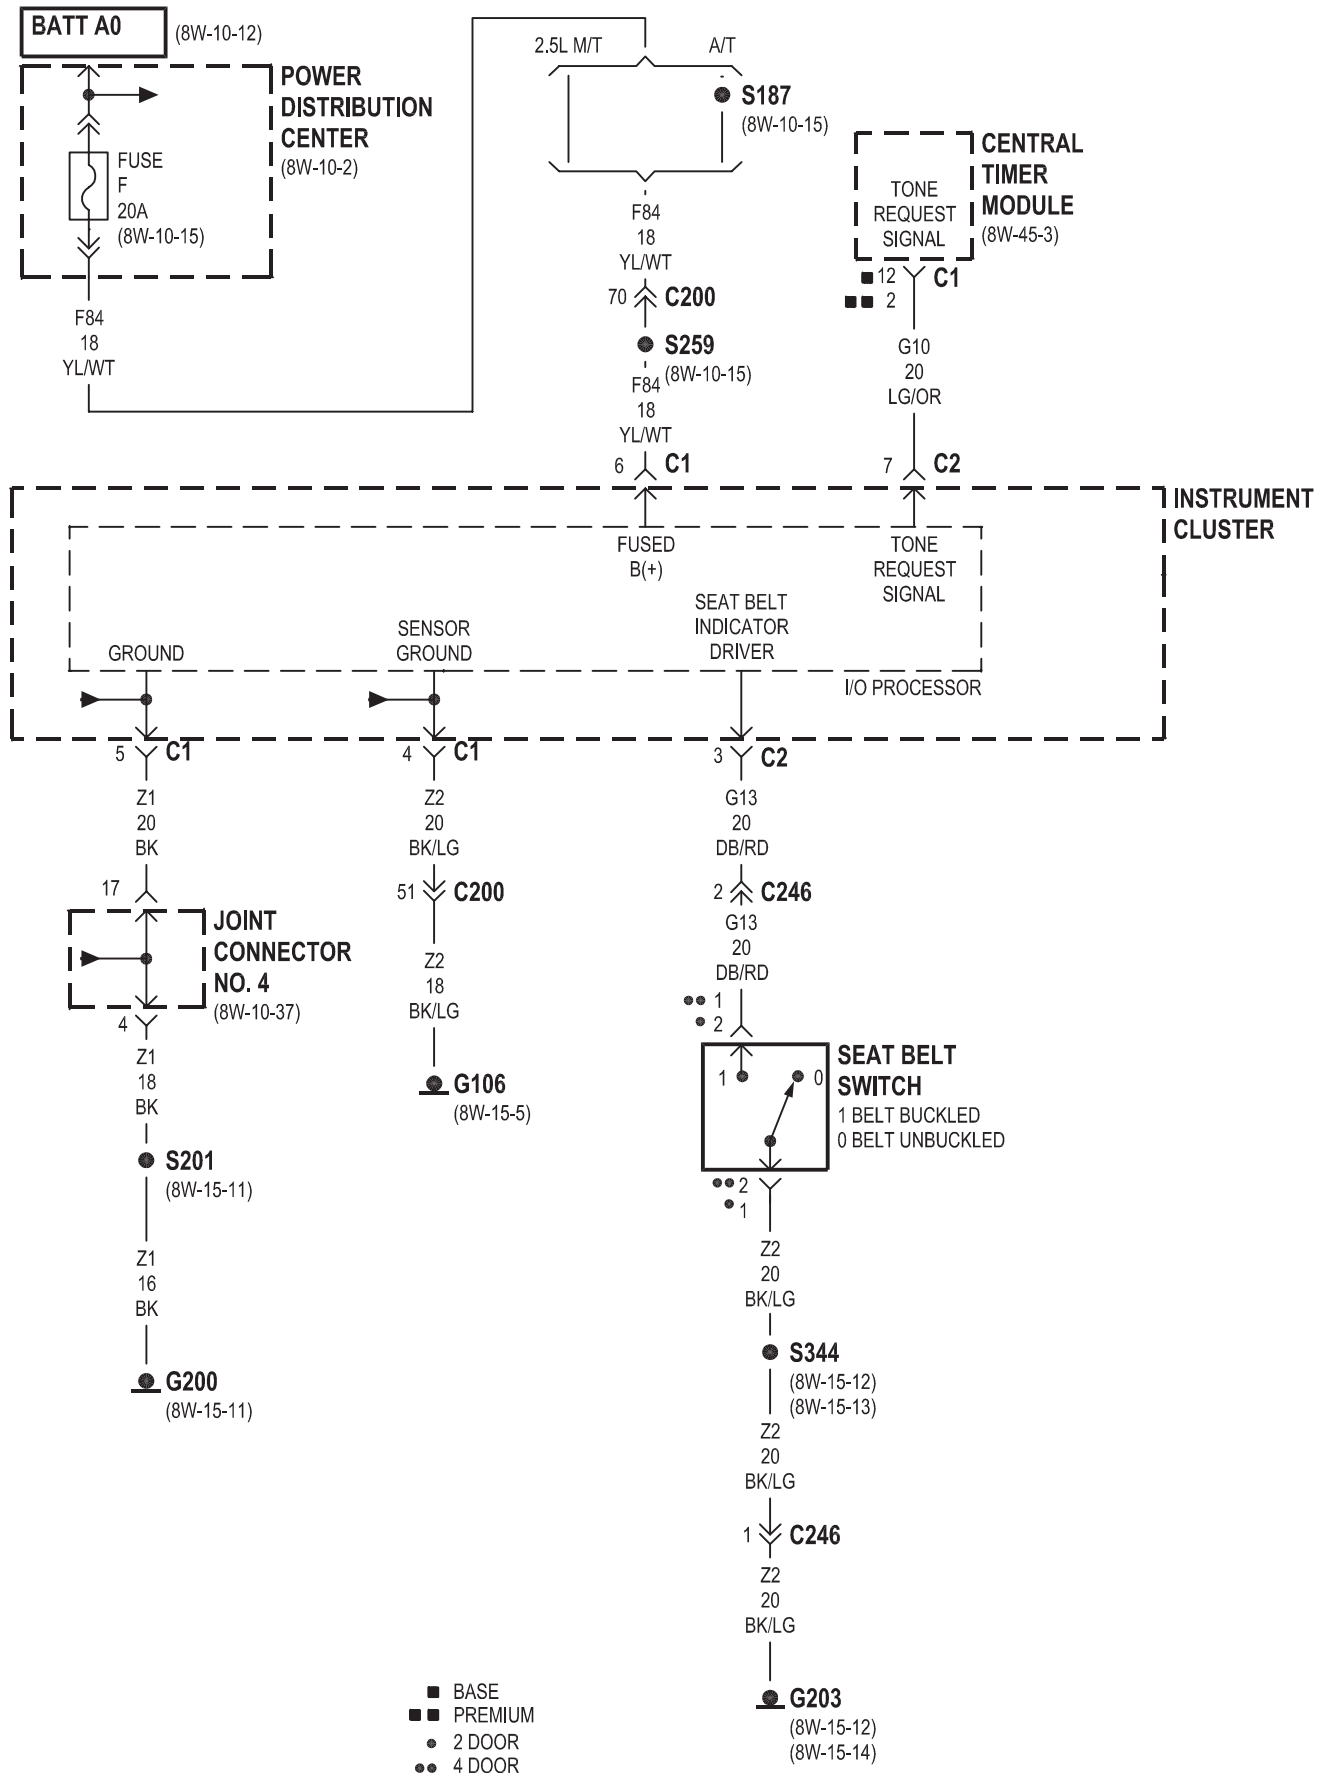 BATT A0
(8W-10-12)
POWER
DISTRIBUTION
CENTER
(8W-10-2)
FUSE
F
20A
(8W-10-15)
F84
18
YL/WT
2.5L M/T
A/T
S187
(8W-10-15)
F84
18
YL/WT
70
C200
S259
(8W-10-15)
F84
18
YL/WT
6
C1
CENTRAL
TIMER
MODULE
(8W-45-3)
TONE
REQUEST
SIGNAL
12
C1
2
G10
20
LG/OR
7
C2
INSTRUMENT
CLUSTER
FUSED
B(+)
TONE
REQUEST
SIGNAL
SEAT BELT
INDICATOR
DRIVER
SENSOR
GROUND
GROUND
I/O PROCESSOR
5
C1
Z1
20
BK
17
JOINT
CONNECTOR
NO. 4
(8W-10-37)
4
Z1
18
BK
S201
(8W-15-11)
Z1
16
BK
G200
(8W-15-11)
4
C1
Z2
20
BK/LG
51
C200
Z2
18
BK/LG
G106
(8W-15-5)
3
C2
G13
20
DB/RD
2
C246
G13
20
DB/RD
1
2
1
0
SEAT BELT
SWITCH
1 BELT BUCKLED
0 BELT UNBUCKLED
2
1
Z2
20
BK/LG
S344
(8W-15-12)
(8W-15-13)
Z2
20
BK/LG
1
C246
Z2
20
BK/LG
G203
(8W-15-12)
(8W-15-14)
BASE
PREMIUM
2 DOOR
4 DOOR